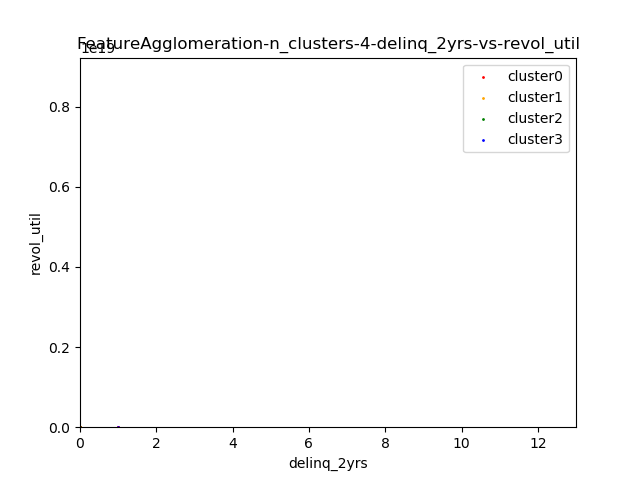 FeatureAgglomeration-n_clusters-4-delinq_2yrs-vs-revol_util
1e19
cluster0
cluster1
cluster2
cluster3
0.8
0.6
0.4
0.2
0.0
revol_util
0 2 4 6 8 10 12
delinq_2yrs